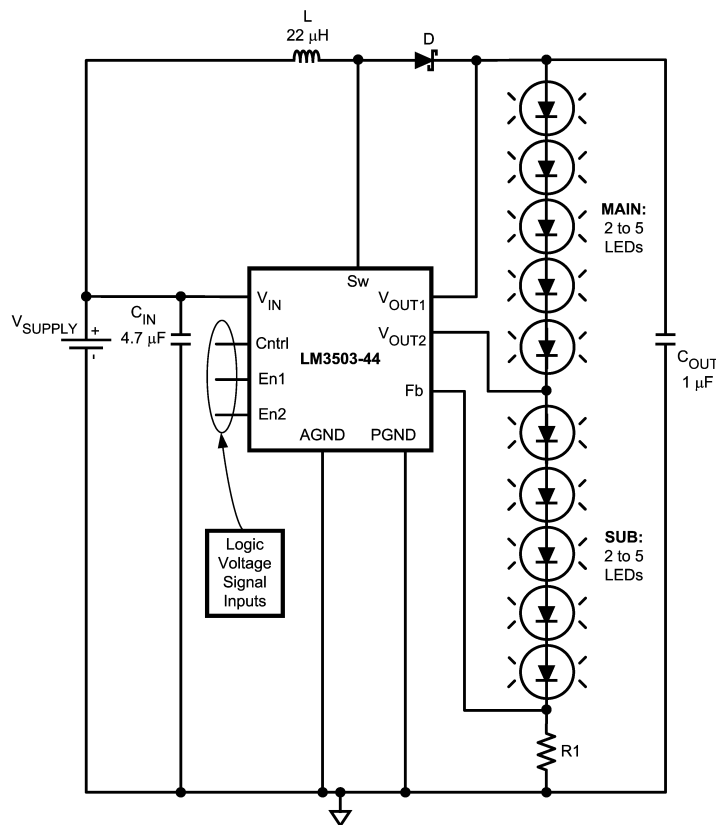 L
22 μH
D
MAIN:
2 to 5
LEDs
Sw
VIN
VOUT1
VSUPPLY
+
-
CIN
4.7 μF
VOUT2
Cntrl
LM3503-44
COUT
1 μF
En1
Fb
En2
AGND
PGND
Logic
Voltage
Signal
Inputs
SUB:
2 to 5
LEDs
R1